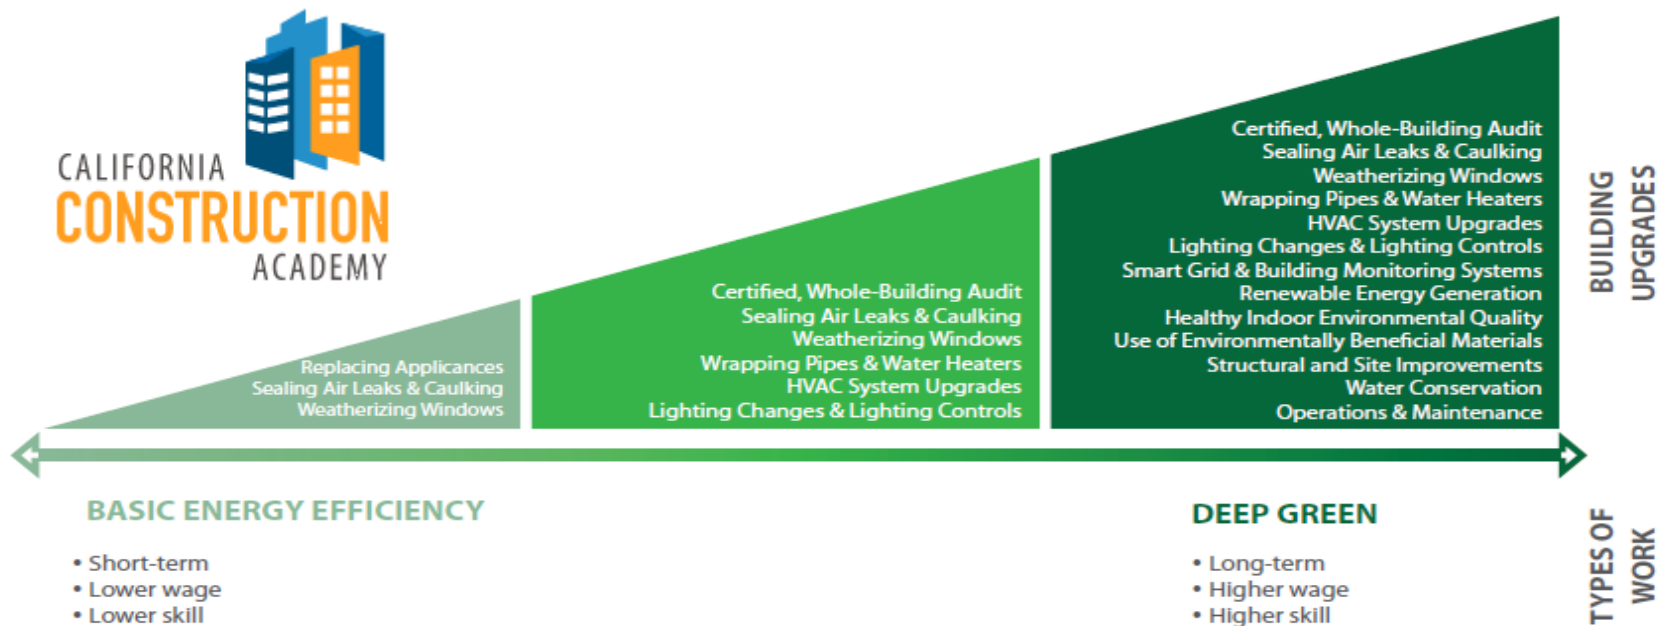 CALIFORNIA
CONSTRUCTION
ACADEMY
Replacing Applicances
Sealing Air Leaks & Caulking
Weatherizing Windows
Certified, Whole-Building Audit
Sealing Air Leaks & Caulking
Weatherizing Windows
Wrapping Pipes & Water Heaters
HVAC System Upgrades
Lighting Changes & Lighting Controls
Certified, Whole-Building Audit
Sealing Air Leaks & Caulking
Weatherizing Windows
Wrapping Pipes & Water Heaters
HVAC System Upgrades
Lighting Changes & Lighting Controls
Smart Grid & Building Monitoring Systems
Renewable Energy Generation
Healthy Indoor Environmental Quality
Use of Environmentally Beneficial Materials
Structural and Site Improvements
Water Conservation
Operations & Maintenance
BUILDING
UPGRADES
BASIC ENERGY EFFICIENCY
• Short-term
• Lower wage
• Lower skill
DEEP GREEN
• Long-term
• Higher wage
• Higher skill
TYPES OF
WORK